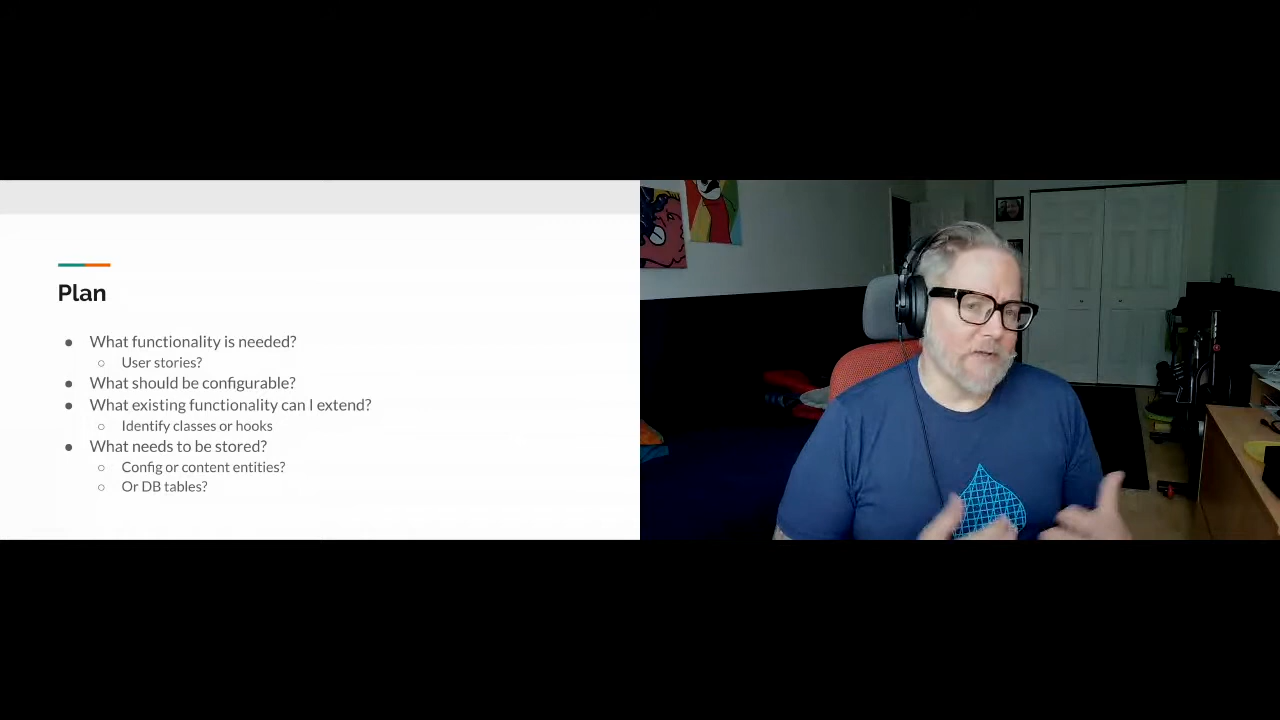 Plan
● What functionality is needed?
○ User stories?
● What should be configurable?
● What existing functionality can I extend?
○ Identify classes or hooks
● What needs to be stored?
○ Config or content entities?
○ Or DB tables?